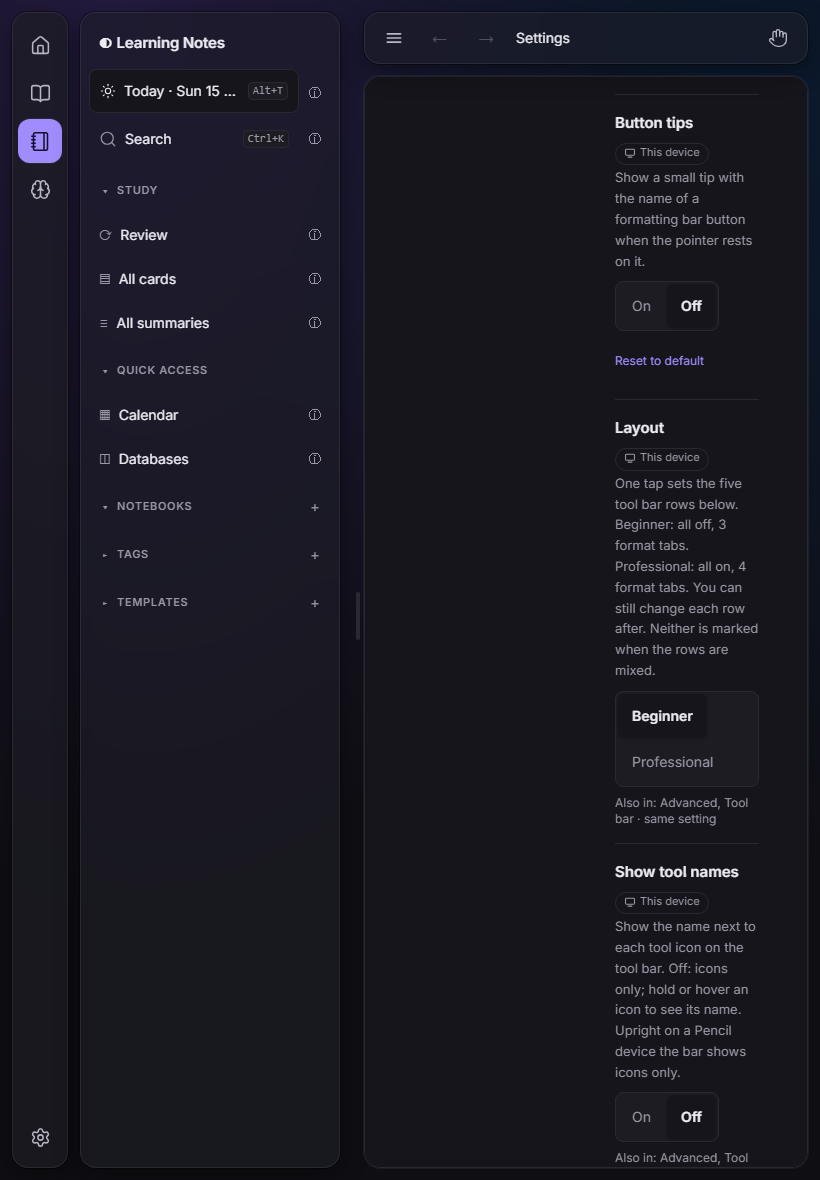 Learning Notes
Today · Sun 15 ... Alt+T
Search Ctrl+K
STUDY
Review
All cards
All summaries
QUICK ACCESS
Calendar
Databases
NOTEBOOKS +
TAGS +
TEMPLATES +
Settings
Button tips
This device
Show a small tip with
the name of a
formatting bar button
when the pointer rests
on it.
On Off
Reset to default
Layout
This device
One tap sets the five
tool bar rows below.
Beginner: all off, 3
format tabs.
Professional: all on, 4
format tabs. You can
still change each row
after. Neither is marked
when the rows are
mixed.
Beginner
Professional
Also in: Advanced, Tool
bar · same setting
Show tool names
This device
Show the name next to
each tool icon on the
tool bar. Off: icons
only; hold or hover an
icon to see its name.
Upright on a Pencil
device the bar shows
icons only.
On Off
Also in: Advanced, Tool